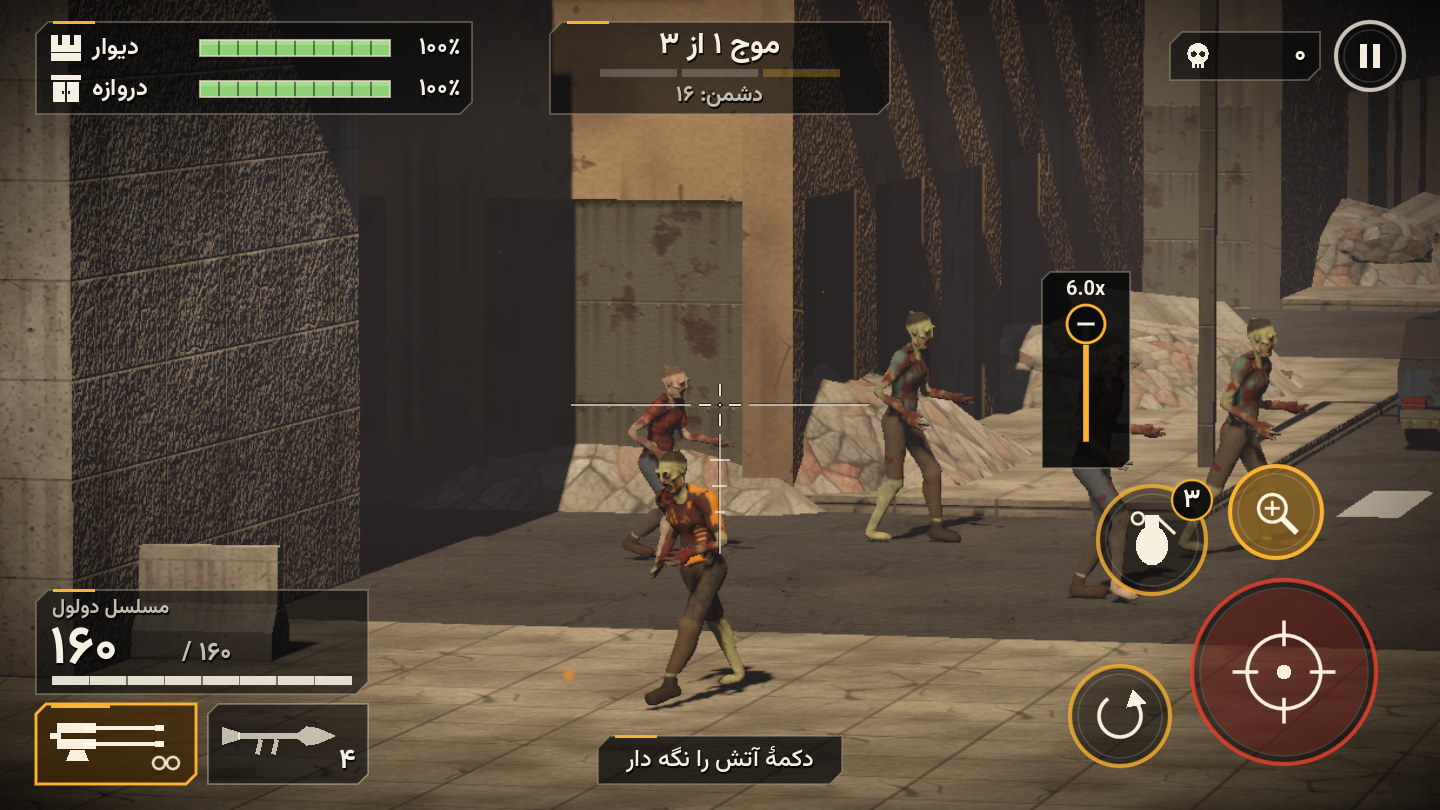 دیوار ۱۰۰٪
دروازه ۱۰۰٪
موج ۱ از ۳
دشمن: ۱۶
۰
6.0x
۳
مسلسل دولول
۱۶۰ / ۱۶۰
∞
۴
دکمهٔ آتش را نگه دار